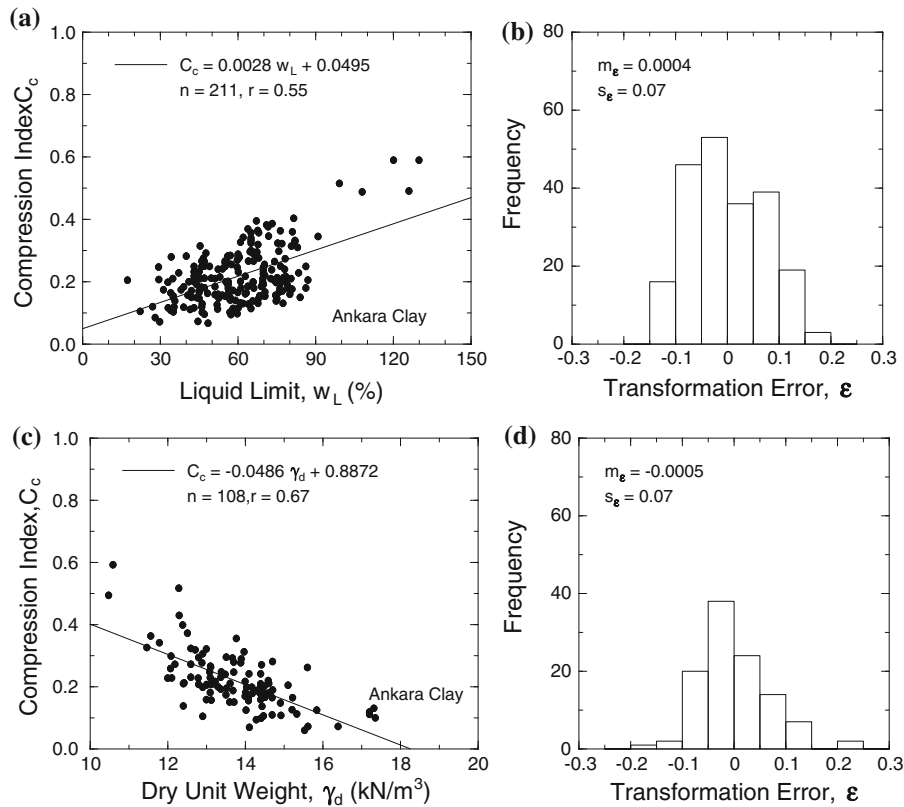 (a)
C_c = 0.0028 w_L + 0.0495
n = 211, r = 0.55
Ankara Clay
1.0
0.8
0.6
0.4
0.2
0.0
Compression IndexC_c
0 30 60 90 120 150
Liquid Limit, w_L (%)
(b)
m_ε = 0.0004
s_ε = 0.07
80
60
40
20
0
Frequency
-0.3 -0.2 -0.1 0 0.1 0.2 0.3
Transformation Error, ε
(c)
C_c = -0.0486 γ_d + 0.8872
n = 108,r = 0.67
Ankara Clay
1.0
0.8
0.6
0.4
0.2
0.0
Compression Index,C_c
10 12 14 16 18 20
Dry Unit Weight, γ_d (kN/m³)
(d)
m_ε = -0.0005
s_ε = 0.07
80
60
40
20
0
Frequency
-0.3 -0.2 -0.1 0 0.1 0.2 0.3
Transformation Error, ε